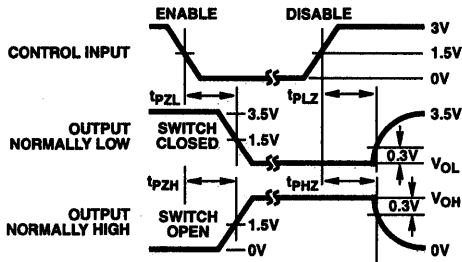 ENABLE DISABLE
3V
CONTROL INPUT 1.5V
0V
tPZL tPLZ
3.5V 3.5V
OUTPUT NORMALLY LOW
SWITCH CLOSED
1.5V
0.3V
VOL
tPZH tPHZ
VOH
0.3V
OUTPUT NORMALLY HIGH
SWITCH OPEN
1.5V
0V 0V